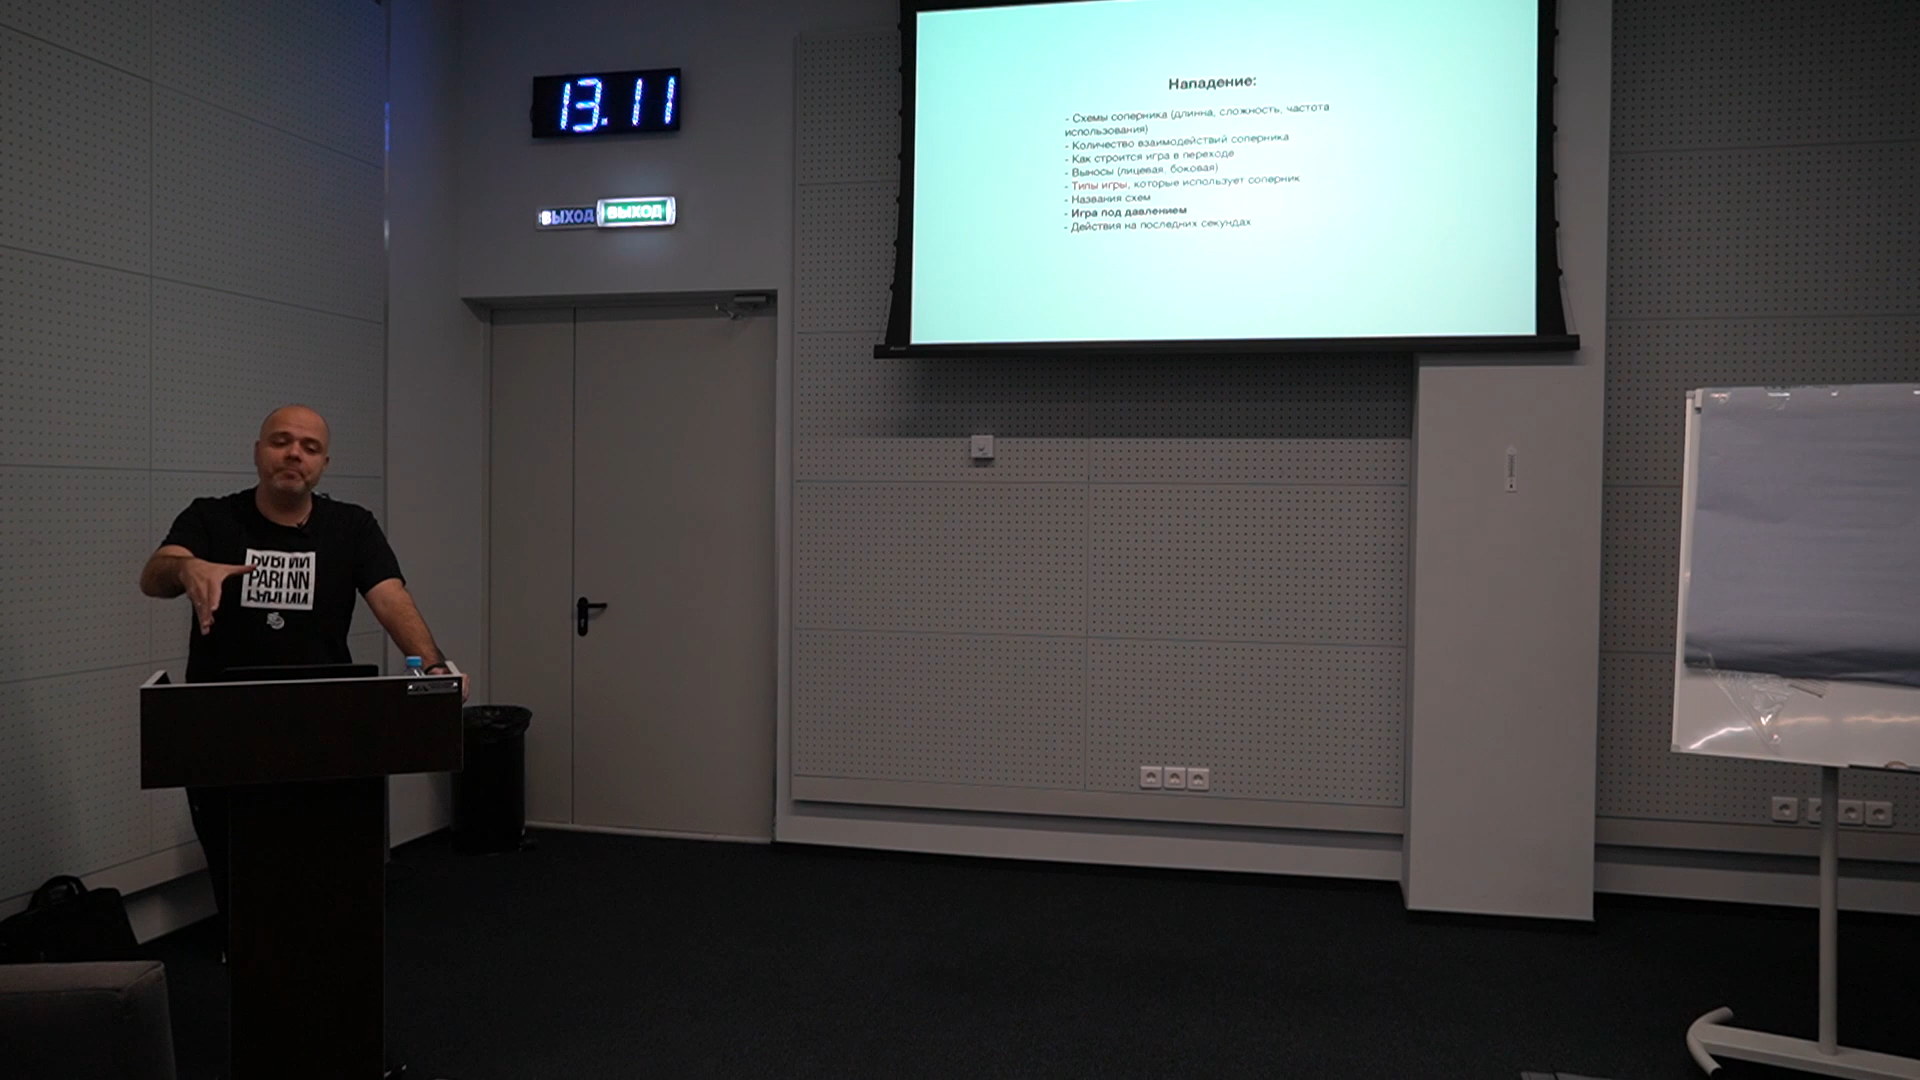 13.11
ВЫХОД
ВЫХОД
Нападение:
- Схемы соперника (длинна, сложность, частота
использования)
- Количество взаимодействий соперника
- Как строится игра в переходе
- Выносы (лицевая, боковая)
- Типы игры, которые использует соперник
- Названия схем
- Игра под давлением
- Действия на последних секундах
PARI NN